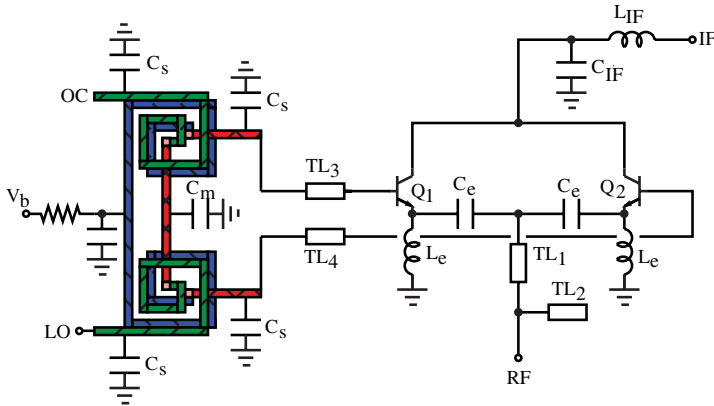 L_IF
IF
C_s
C_IF
OC
C_s
TL_3
Q_1
C_e
C_e
Q_2
C_m
V_b
TL_4
L_e
TL_1
L_e
TL_2
LO
C_s
C_s
RF